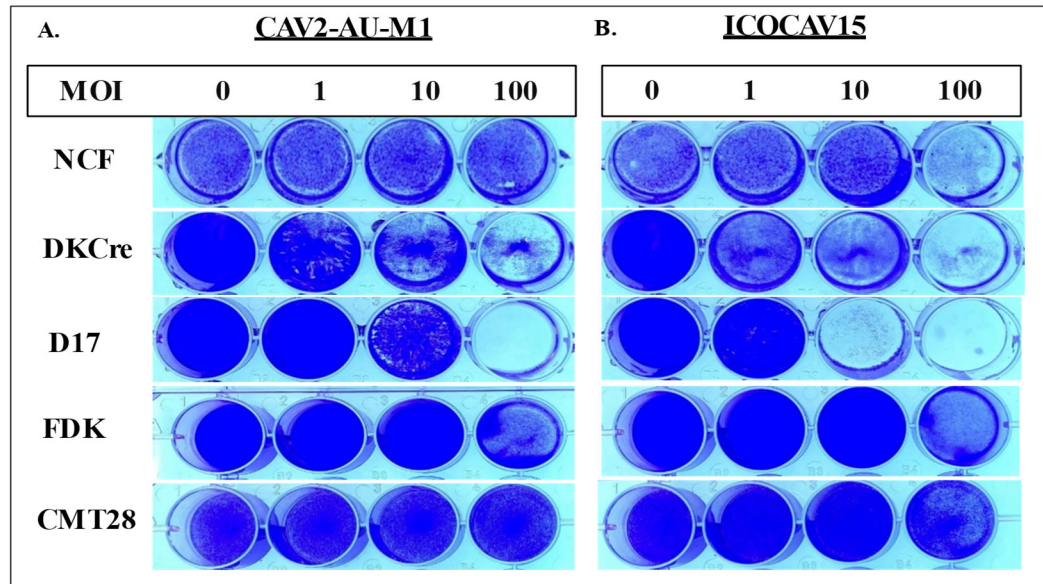 A. CAV2-AU-M1
B. ICOCAV15
MOI 0 1 10 100
0 1 10 100
NCF
DKCre
D17
FDK
CMT28